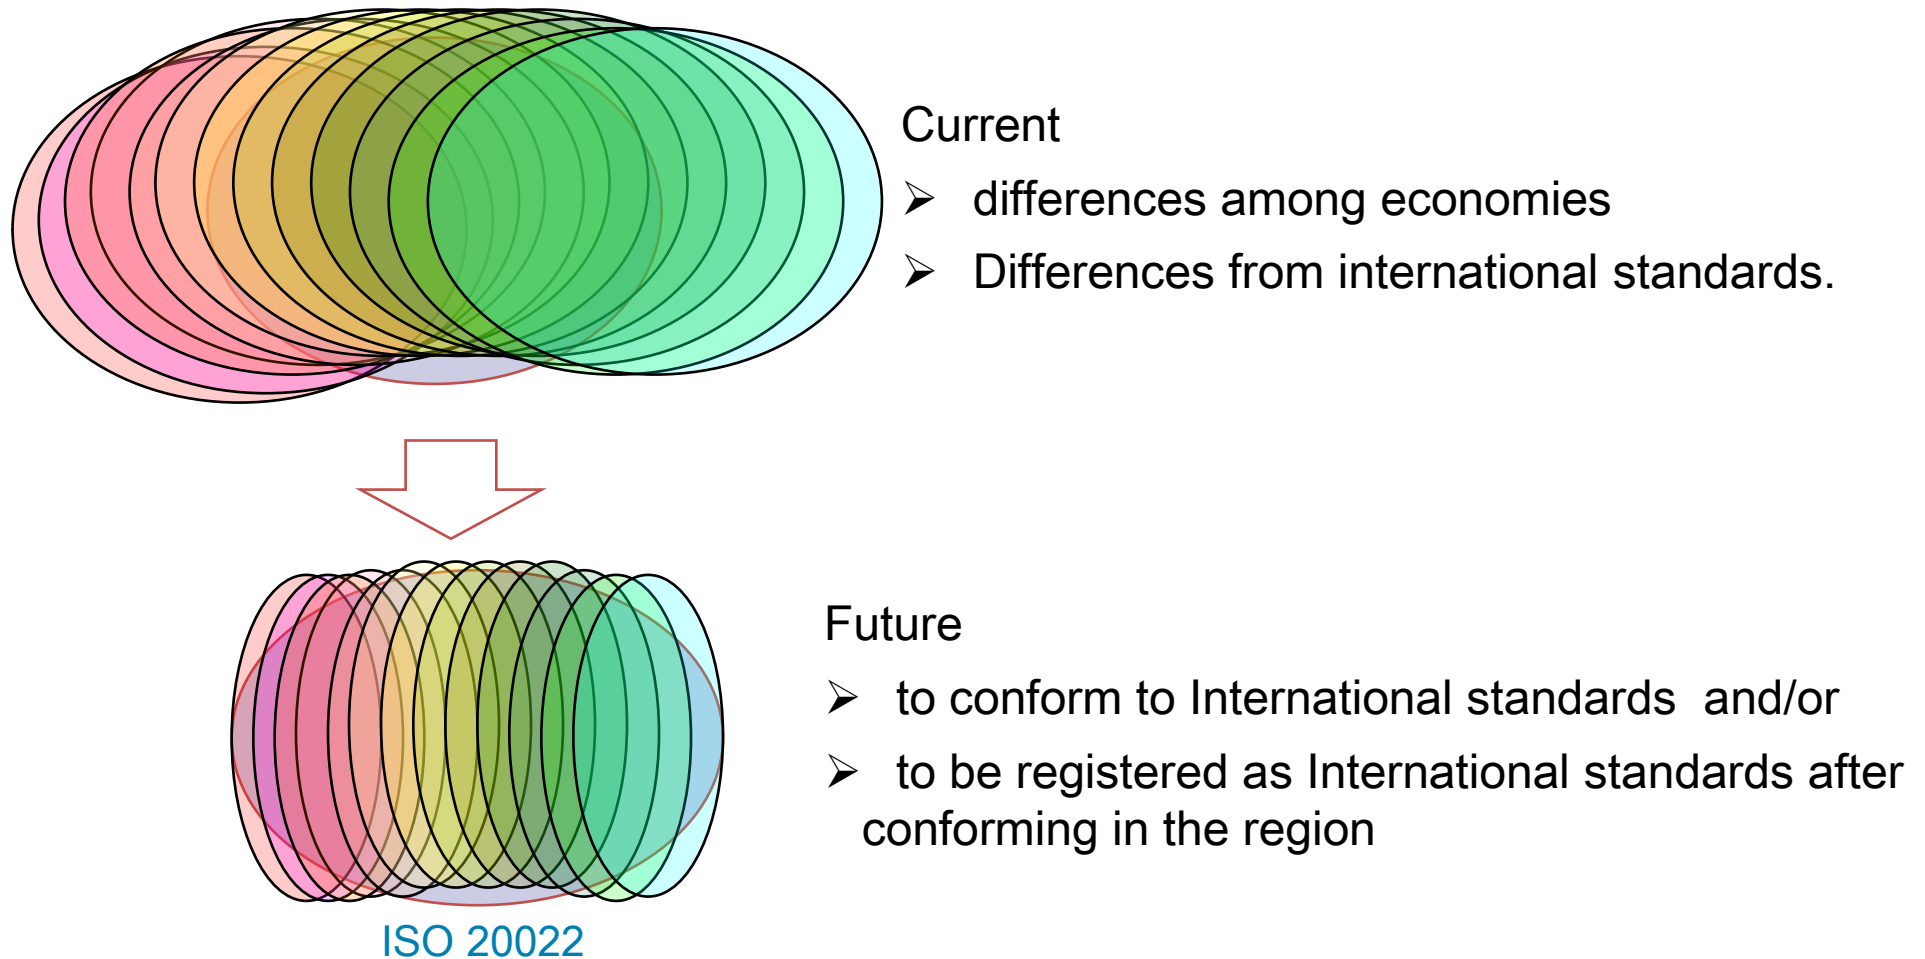 Current
➢ differences among economies
➢ Differences from international standards.
Future
➢ to conform to International standards and/or
➢ to be registered as International standards after
conforming in the region
ISO 20022